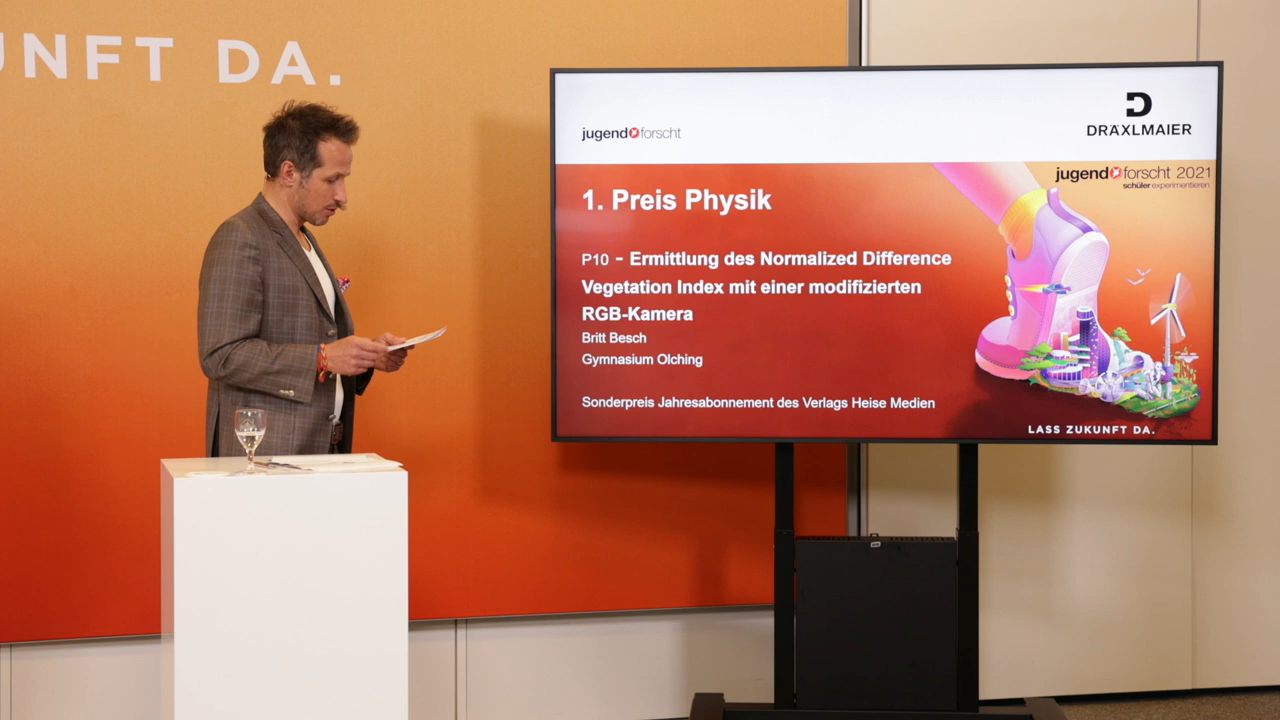 UNFT DA.
jugend forscht
DRÄXLMAIER
jugend forscht 2021
schüler experimentieren
1. Preis Physik
P10 - Ermittlung des Normalized Difference
Vegetation Index mit einer modifizierten
RGB-Kamera
Britt Besch
Gymnasium Olching
Sonderpreis Jahresabonnement des Verlags Heise Medien
LASS ZUKUNFT DA.